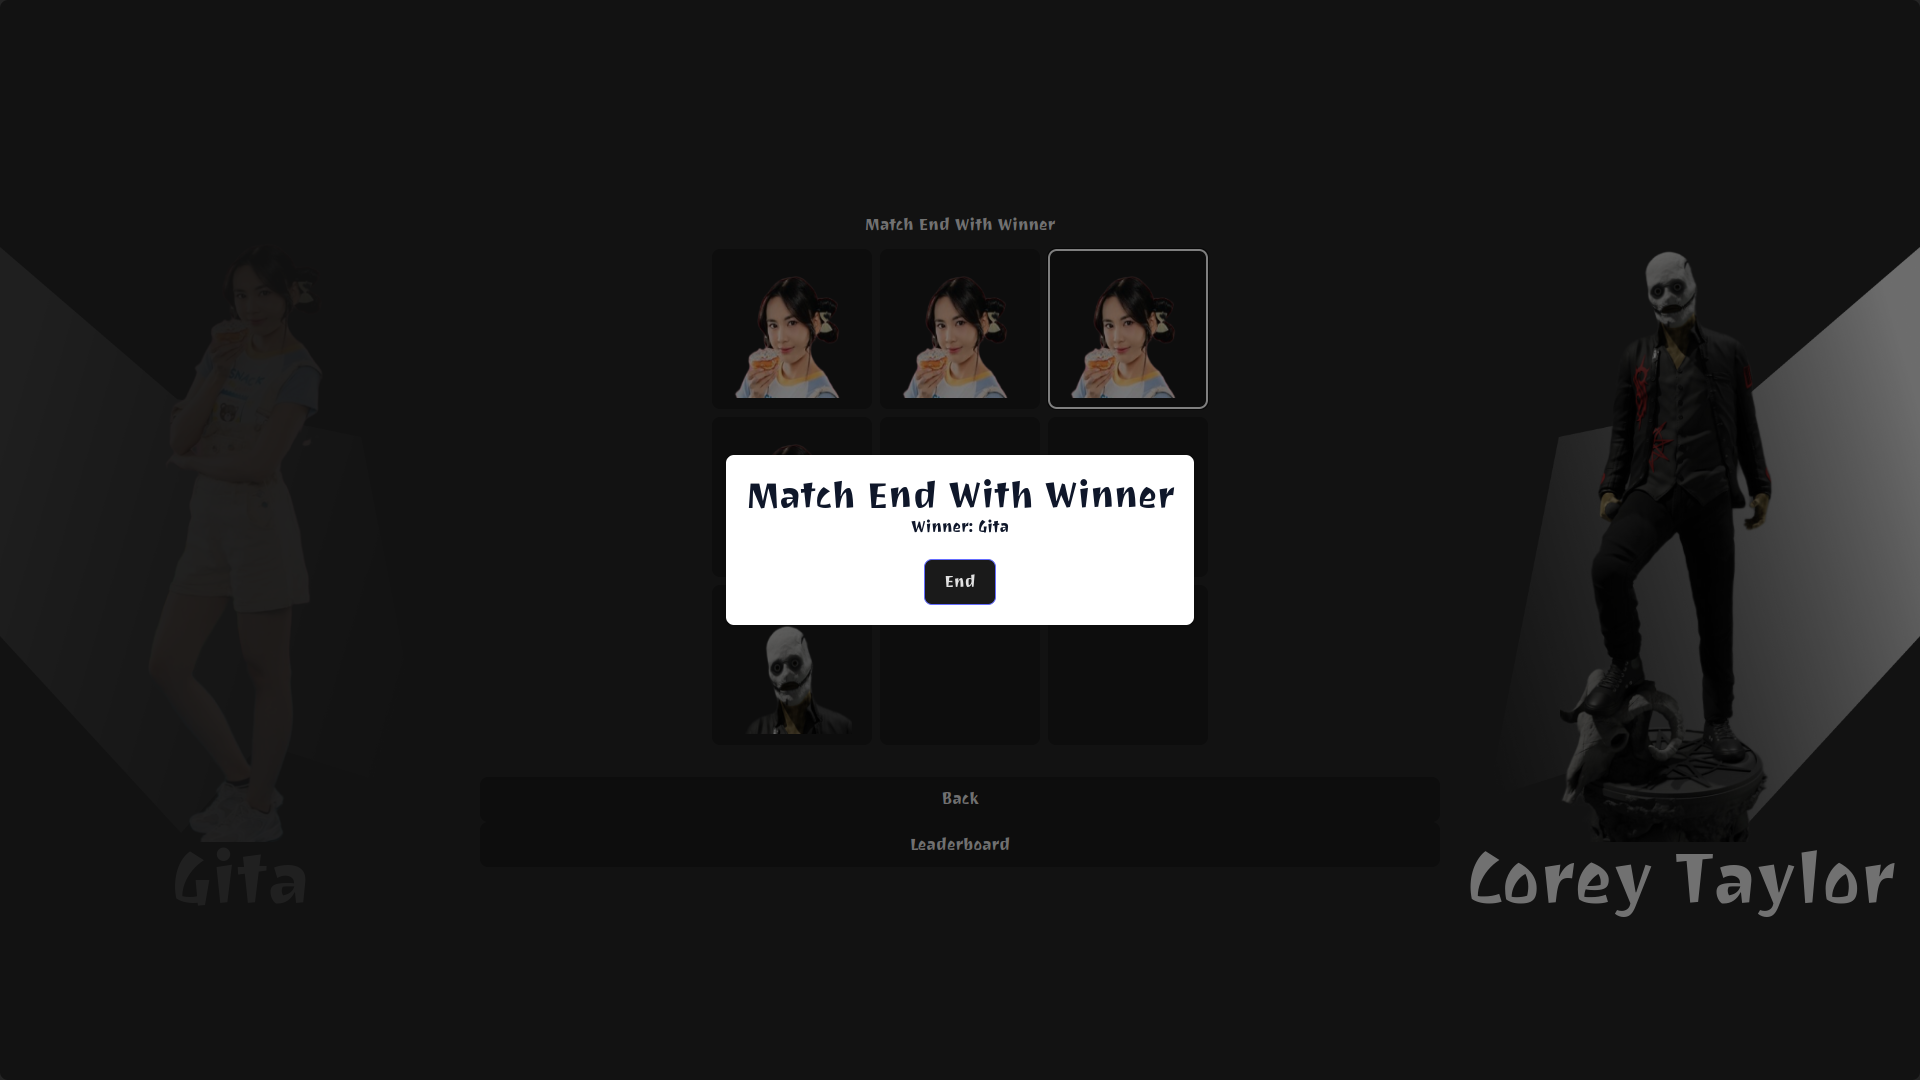 Match End With Winner
Match End With Winner
Winner: Gita
End
Back
Leaderboard
Gita
Corey Taylor